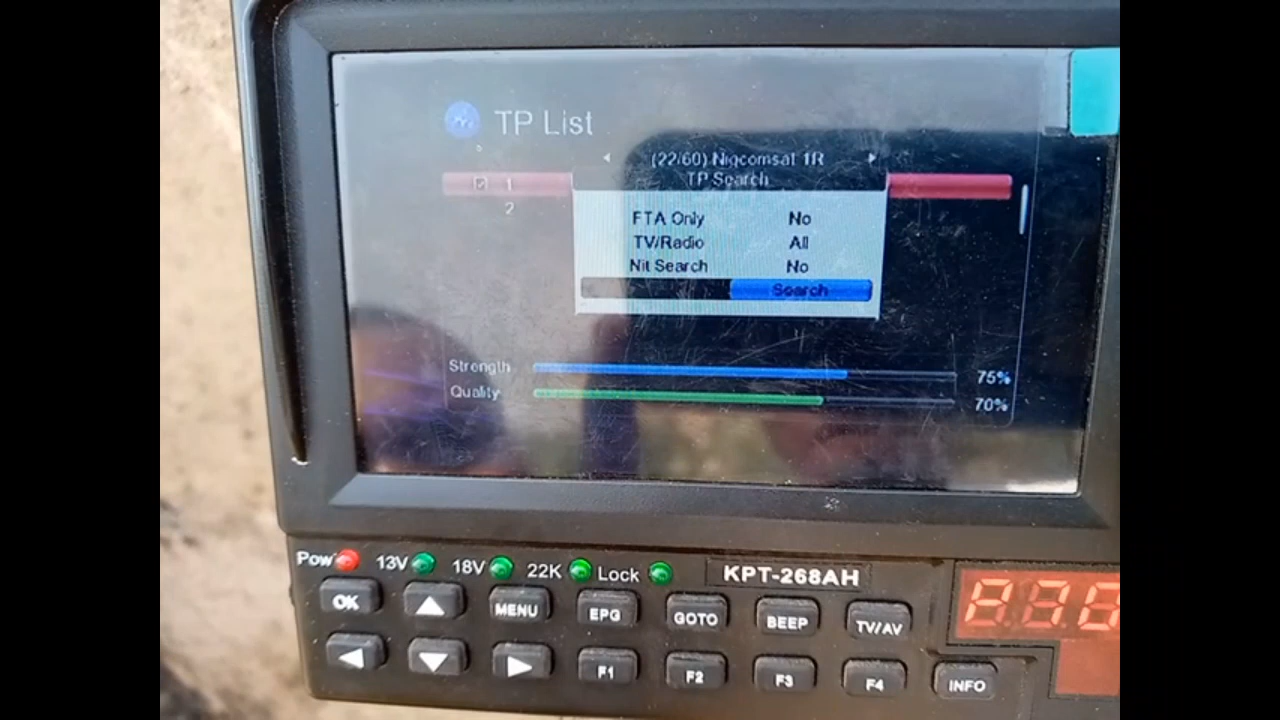 TP List
(22/60) Nigcomsat 1R
TP Search
1
2
FTA Only No
TV/Radio All
Nit Search No
Search
Strength 75%
Quality 70%
Pow 13V 18V 22K Lock KPT-268AH
OK MENU EPG GOTO BEEP TV/AV
F1 F2 F3 F4 INFO